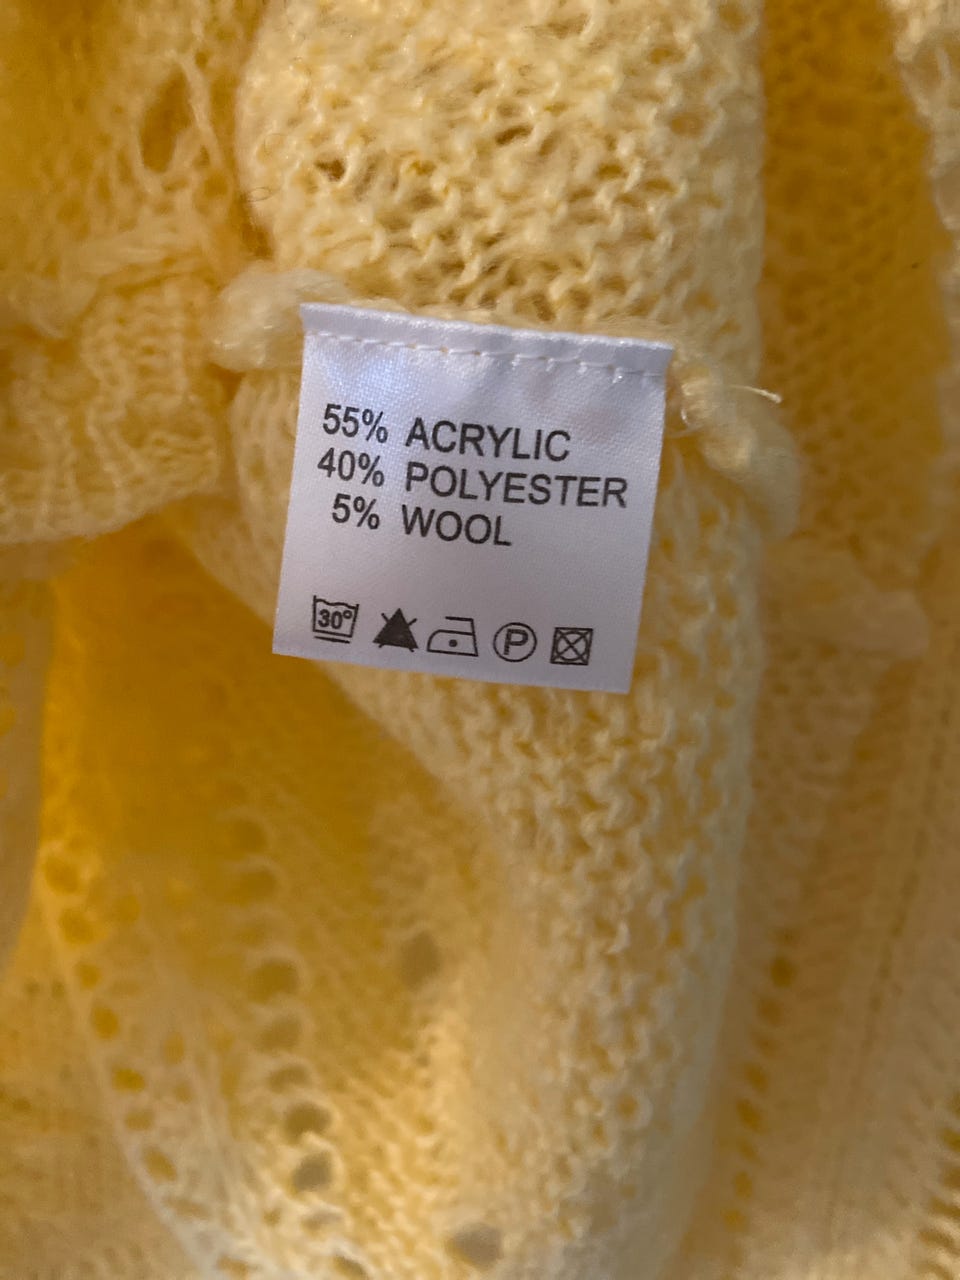 55% ACRYLIC
40% POLYESTER
5% WOOL
30° P